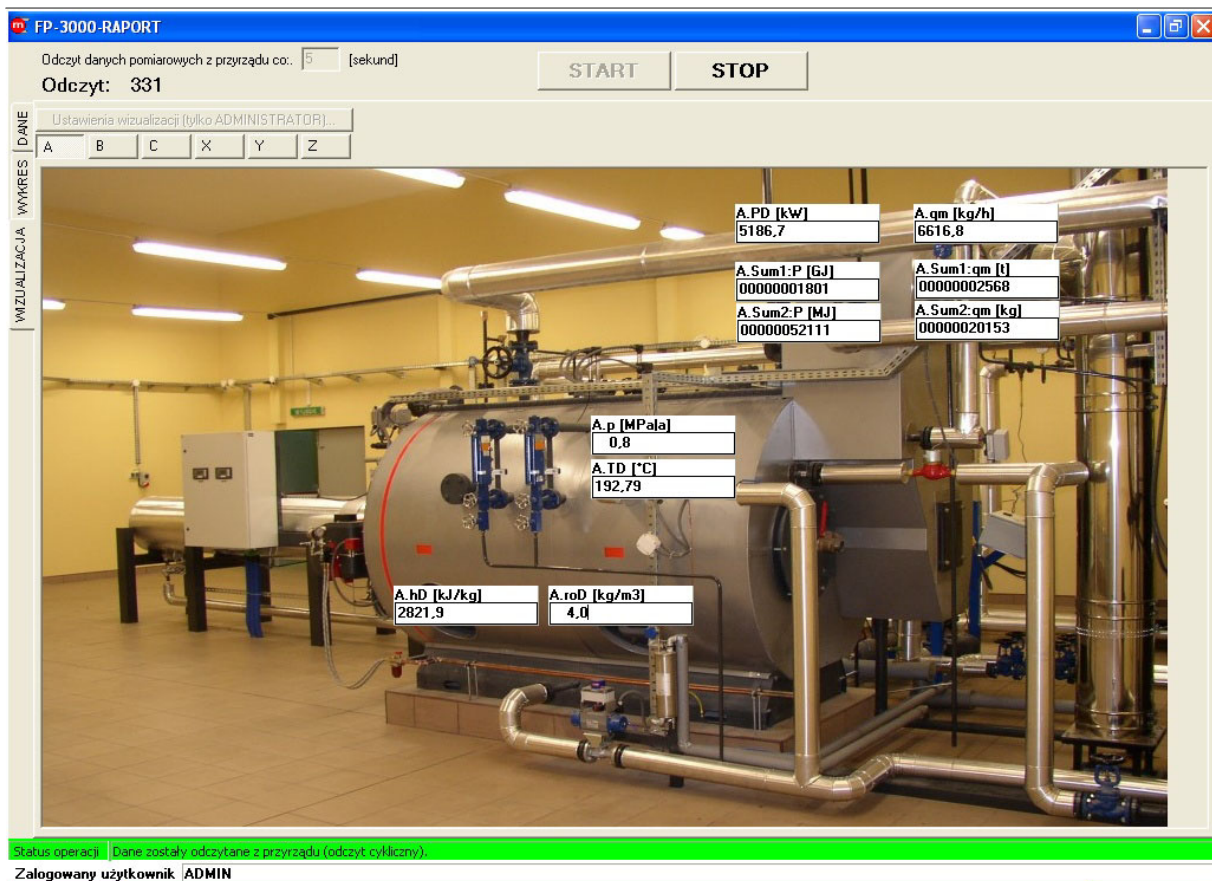 FP-3000-RAPORT
Odczyt danych pomiarowych z przyrządu co:. 5 [sekund]
START
STOP
Odczyt: 331
DANE
WYKRES
WIZUALIZACJA
Ustawienia wizualizacji (tylko ADMINISTRATOR)...
A B C X Y Z
A.PD [kW]
5186,7
A.qm [kg/h]
6616,8
A.Sum1:P [GJ]
00000001801
A.Sum1:qm [t]
00000002568
A.Sum2:P [MJ]
00000052111
A.Sum2:qm [kg]
00000020153
A.p [MPa|a]
0,8
A.TD [°C]
192,79
A.hD [kJ/kg]
2821,9
A.roD [kg/m3]
4,0
Status operacji Dane zostały odczytane z przyrządu (odczyt cykliczny).
Zalogowany użytkownik ADMIN